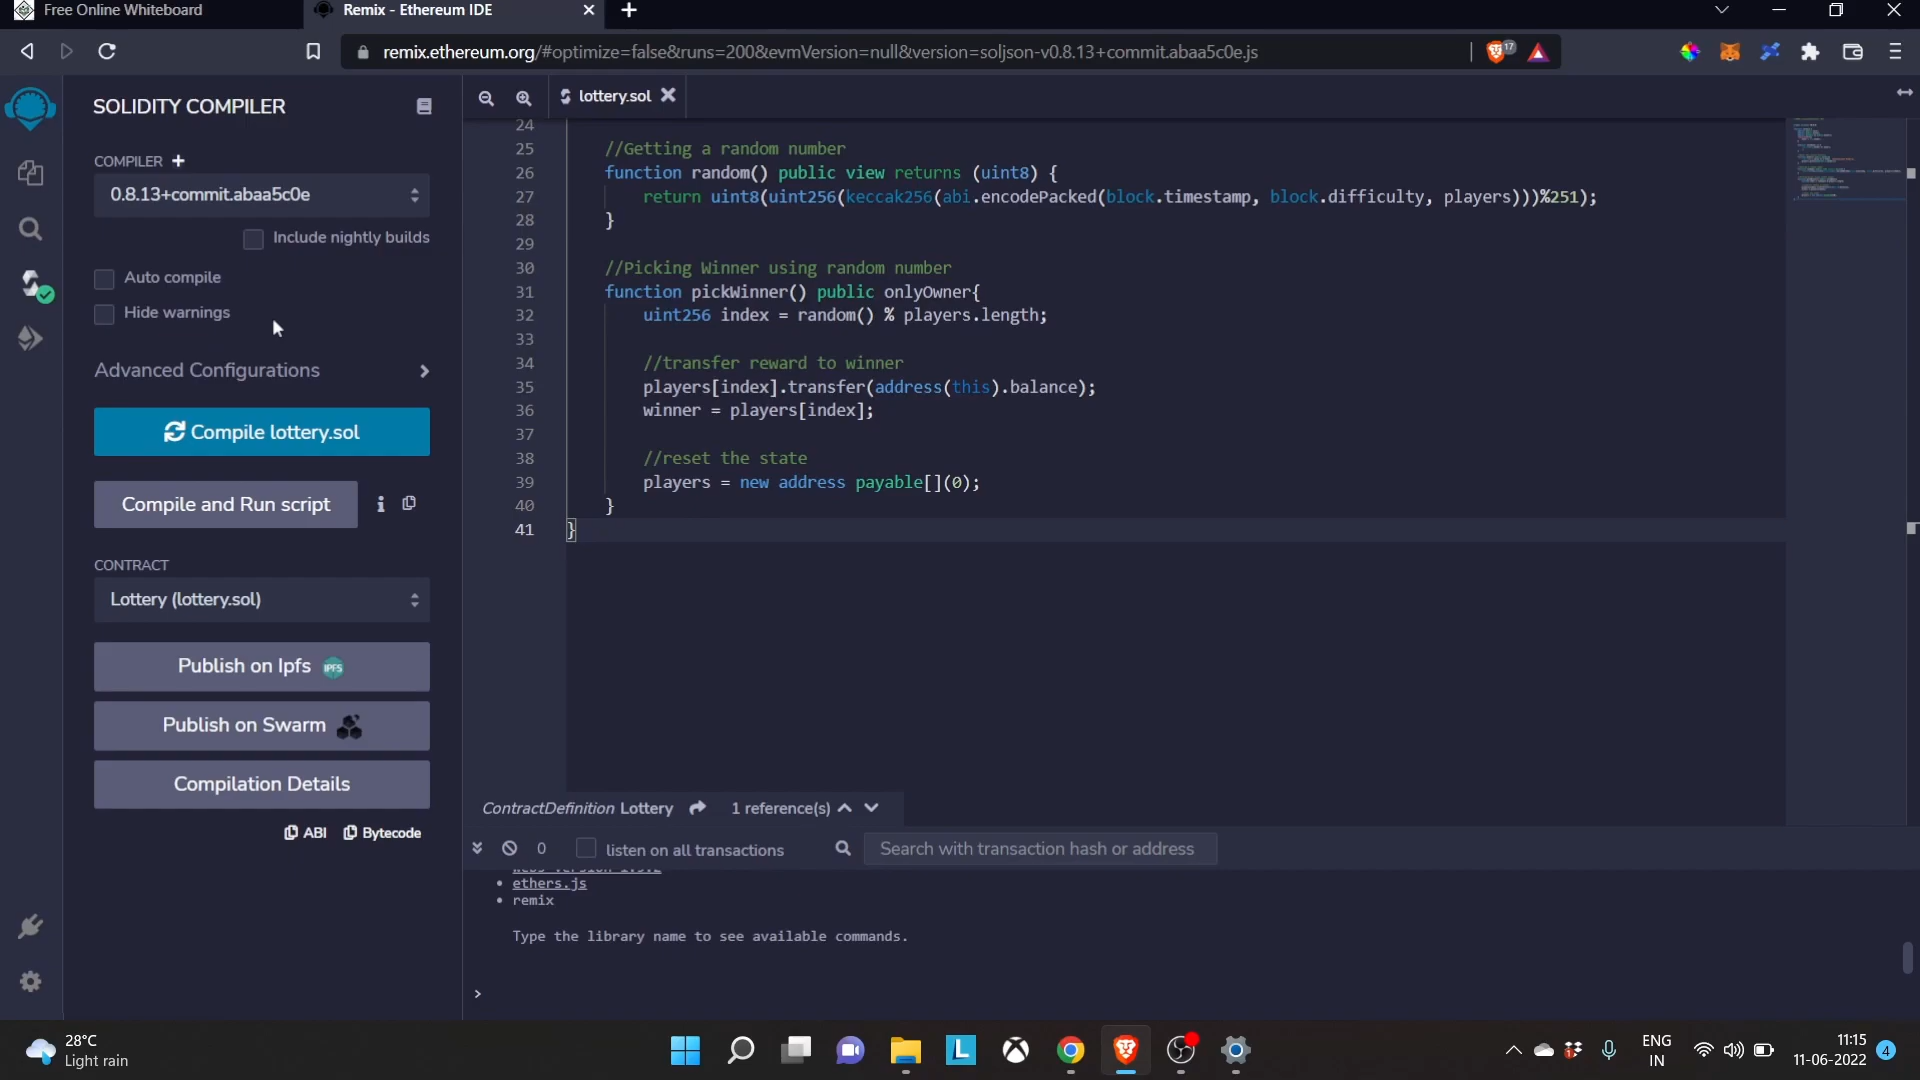 Free Online Whiteboard
Remix - Ethereum IDE
remix.ethereum.org/#optimize=false&runs=200&evmVersion=null&version=soljson-v0.8.13+commit.abaa5c0e.js
17
SOLIDITY COMPILER
COMPILER +
0.8.13+commit.abaa5c0e
Include nightly builds
Auto compile
Hide warnings
Advanced Configurations
Compile lottery.sol
Compile and Run script
CONTRACT
Lottery (lottery.sol)
Publish on Ipfs IPFS
Publish on Swarm
Compilation Details
ABI Bytecode
lottery.sol
24
25 //Getting a random number
26 function random() public view returns (uint8) {
27 return uint8(uint256(keccak256(abi.encodePacked(block.timestamp, block.difficulty, players)))%251);
28 }
29
30 //Picking Winner using random number
31 function pickWinner() public onlyOwner{
32 uint256 index = random() % players.length;
33
34 //transfer reward to winner
35 players[index].transfer(address(this).balance);
36 winner = players[index];
37
38 //reset the state
39 players = new address payable[](0);
40 }
41 }
ContractDefinition Lottery 1 reference(s)
0 listen on all transactions Search with transaction hash or address
web3 version 1.5.2
• ethers.js
• remix
Type the library name to see available commands.
>
28°C
Light rain
ENG
IN
11:15
11-06-2022
4